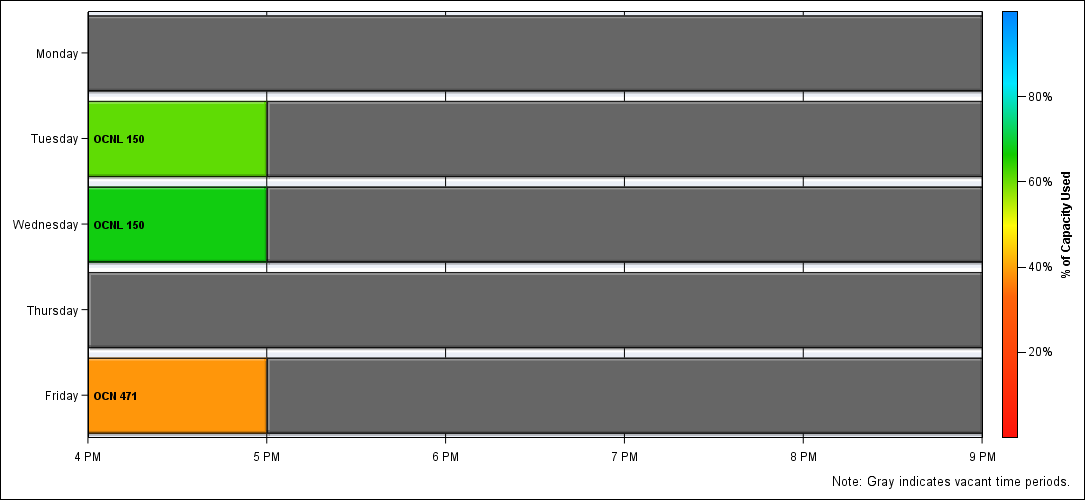 Monday
Tuesday
OCNL 150
Wednesday
OCNL 150
Thursday
Friday
OCN 471
4 PM 5 PM 6 PM 7 PM 8 PM 9 PM
80%
60%
40%
20%
% of Capacity Used
Note: Gray indicates vacant time periods.